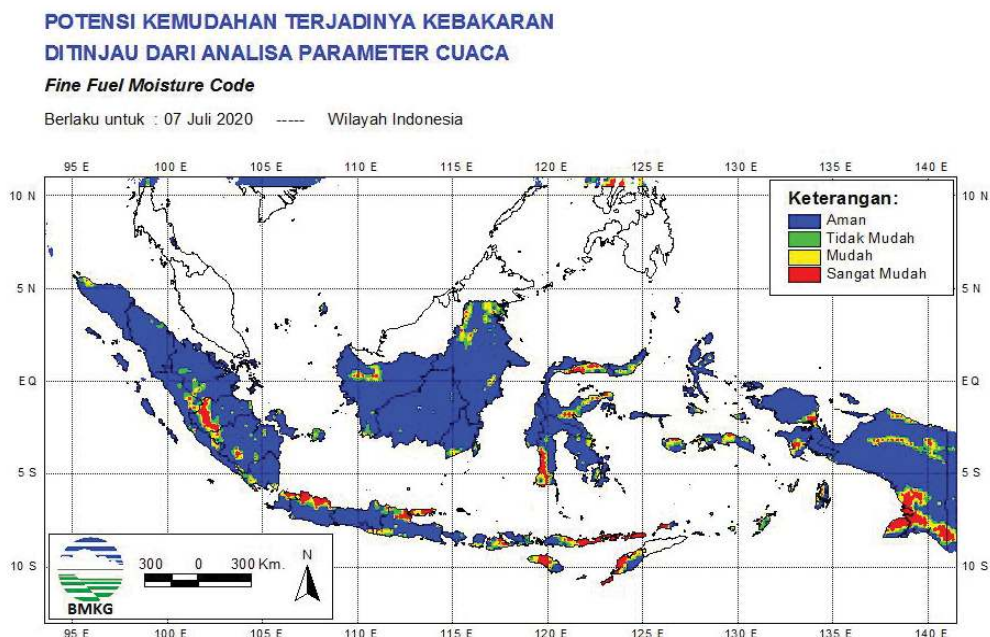 POTENSI KEMUDAHAN TERJADINYA KEBAKARAN
DITINJAU DARI ANALISA PARAMETER CUACA
Fine Fuel Moisture Code
Berlaku untuk : 07 Juli 2020 ----- Wilayah Indonesia
95 E 100 E 105 E 110 E 115 E 120 E 125 E 130 E 135 E 140 E
10 N 10 N
Keterangan:
Aman
Tidak Mudah
Mudah
Sangat Mudah
5 N 5 N
EQ EQ
5 S 5 S
10 S 10 S
BMKG
300 0 300 Km.
N
95 E 100 E 105 E 110 E 115 E 120 E 125 E 130 E 135 E 140 E